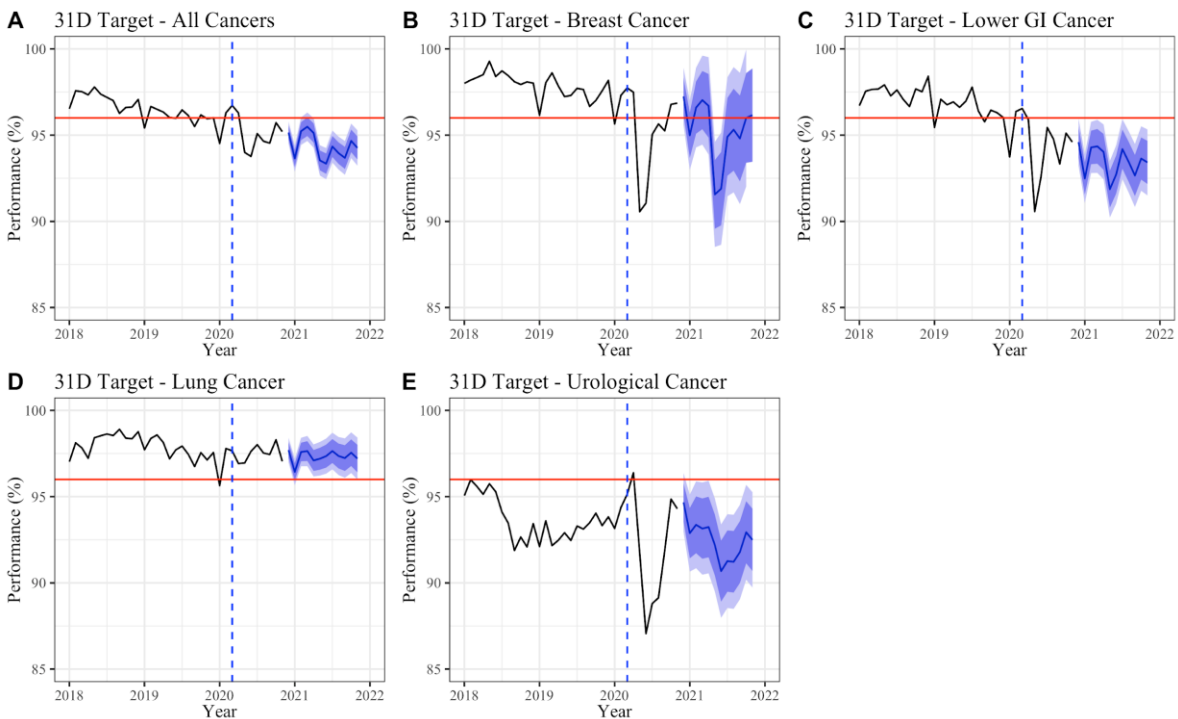 A 31D Target - All Cancers
100
95
90
85
Performance (%)
2018 2019 2020 2021 2022
Year
B 31D Target - Breast Cancer
100
95
90
85
Performance (%)
2018 2019 2020 2021 2022
Year
C 31D Target - Lower GI Cancer
100
95
90
85
Performance (%)
2018 2019 2020 2021 2022
Year
D 31D Target - Lung Cancer
100
95
90
85
Performance (%)
2018 2019 2020 2021 2022
Year
E 31D Target - Urological Cancer
100
95
90
85
Performance (%)
2018 2019 2020 2021 2022
Year